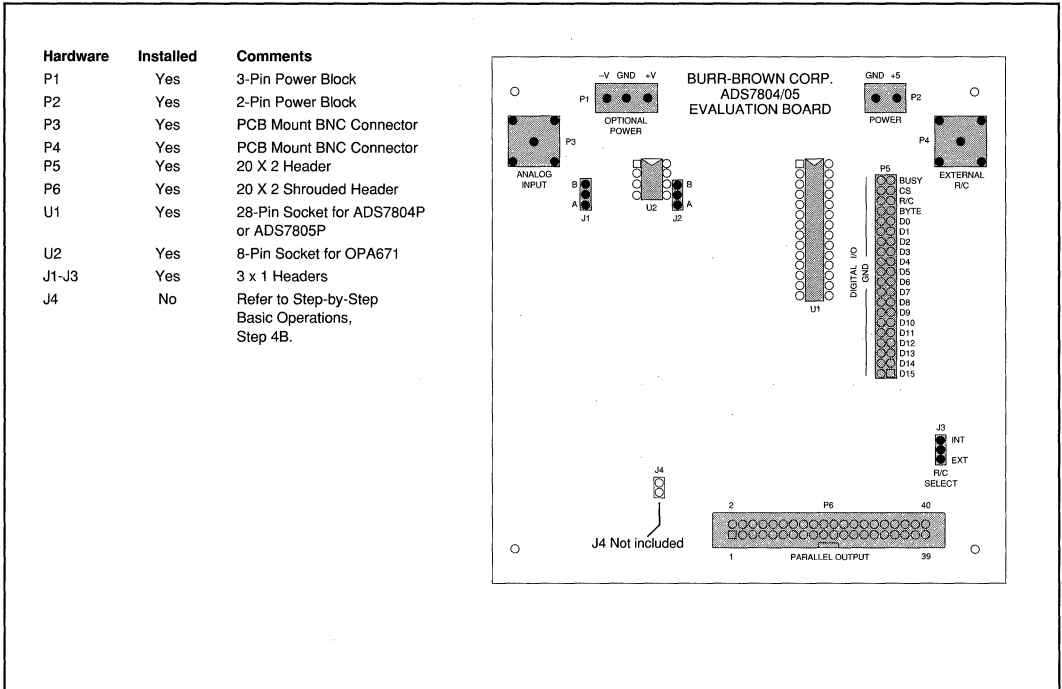 Hardware Installed Comments
P1 Yes 3-Pin Power Block
P2 Yes 2-Pin Power Block
P3 Yes PCB Mount BNC Connector
P4 Yes PCB Mount BNC Connector
P5 Yes 20 X 2 Header
P6 Yes 20 X 2 Shrouded Header
U1 Yes 28-Pin Socket for ADS7804P
or ADS7805P
U2 Yes 8-Pin Socket for OPA671
J1-J3 Yes 3 x 1 Headers
J4 No Refer to Step-by-Step
Basic Operations,
Step 4B.
–V GND +V
P1
OPTIONAL
POWER
BURR-BROWN CORP.
ADS7804/05
EVALUATION BOARD
GND +5
P2
POWER
P3
ANALOG
INPUT
P4
EXTERNAL
R/C
B
A
J1
U2
B
A
J2
U1
P5
DIGITAL I/O
GND
BUSY
CS
R/C
BYTE
D0
D1
D2
D3
D4
D5
D6
D7
D8
D9
D10
D11
D12
D13
D14
D15
J3
INT
EXT
R/C
SELECT
J4
J4 Not included
2 P6 40
1 PARALLEL OUTPUT 39